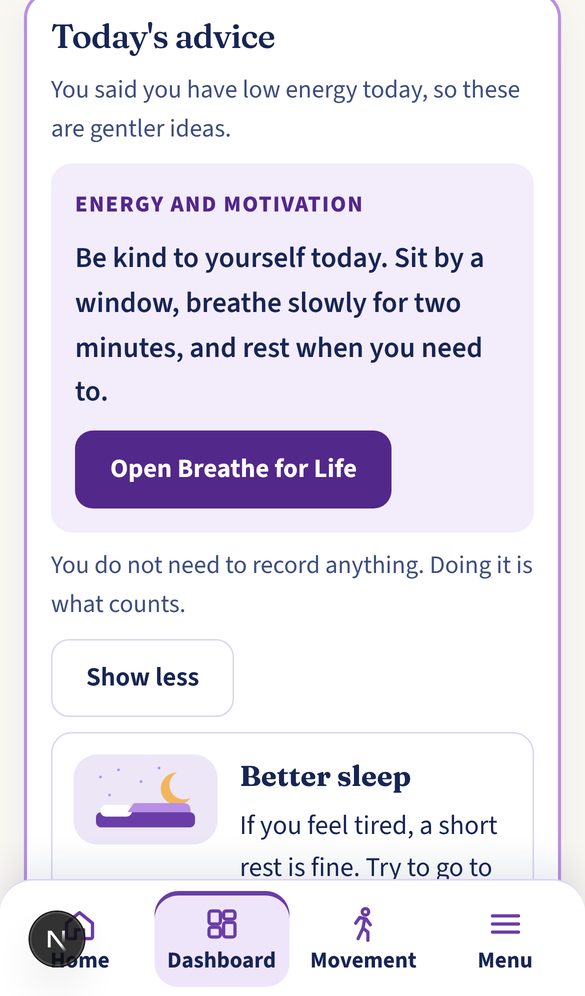 Today's advice
You said you have low energy today, so these
are gentler ideas.
ENERGY AND MOTIVATION
Be kind to yourself today. Sit by a
window, breathe slowly for two
minutes, and rest when you need
to.
Open Breathe for Life
You do not need to record anything. Doing it is
what counts.
Show less
Better sleep
If you feel tired, a short
rest is fine. Try to go to
N
Home
Dashboard
Movement
Menu